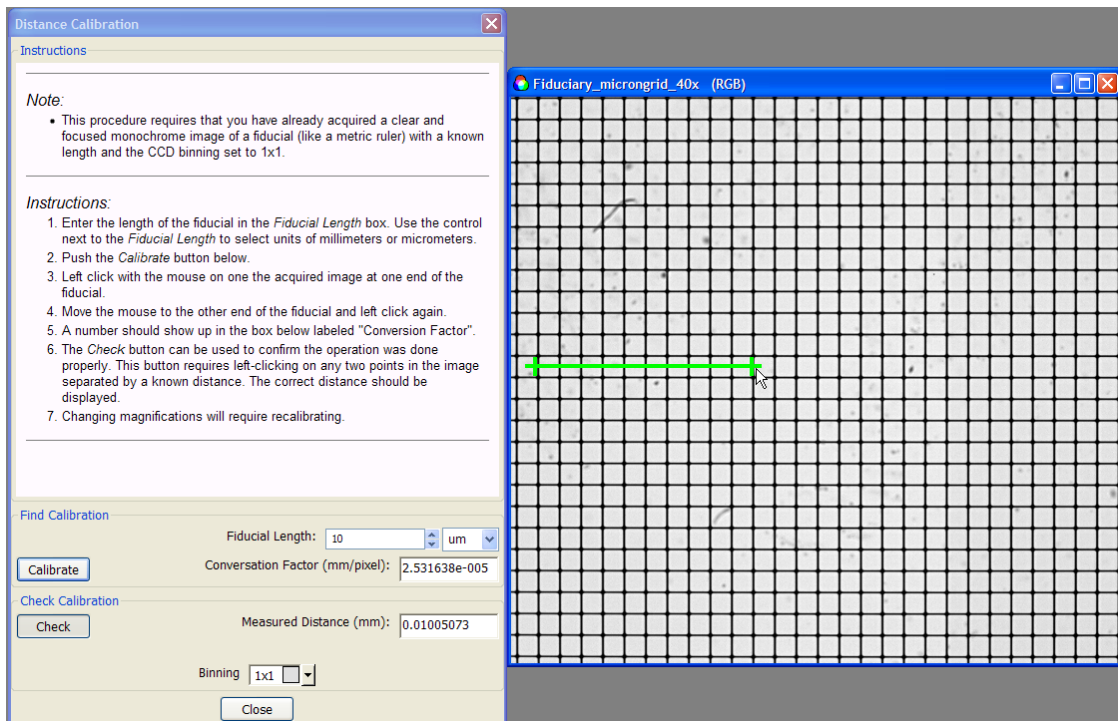 Distance Calibration
Instructions
Note:
• This procedure requires that you have already acquired a clear and
focused monochrome image of a fiducial (like a metric ruler) with a known
length and the CCD binning set to 1x1.
Instructions:
1. Enter the length of the fiducial in the Fiducial Length box. Use the control
next to the Fiducial Length to select units of millimeters or micrometers.
2. Push the Calibrate button below.
3. Left click with the mouse on one the acquired image at one end of the
fiducial.
4. Move the mouse to the other end of the fiducial and left click again.
5. A number should show up in the box below labeled "Conversion Factor".
6. The Check button can be used to confirm the operation was done
properly. This button requires left-clicking on any two points in the image
separated by a known distance. The correct distance should be
displayed.
7. Changing magnifications will require recalibrating.
Find Calibration
Fiducial Length: 10 um
Calibrate Conversation Factor (mm/pixel): 2.531638e-005
Check Calibration
Check Measured Distance (mm): 0.01005073
Binning 1x1
Close
Fiduciary_microngrid_40x (RGB)